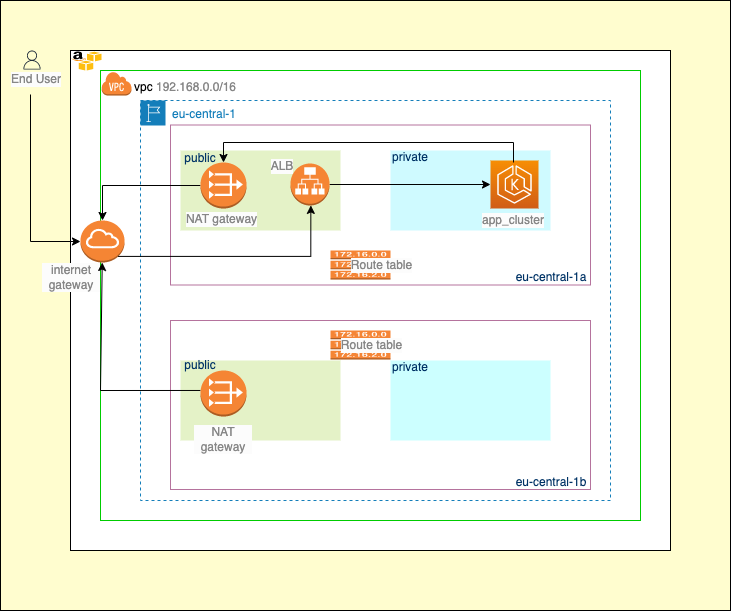 End User
a
VPC
vpc 192.168.0.0/16
eu-central-1
public
private
ALB
K
NAT gateway
app_cluster
internet
gateway
172.16.0.0
172
Route table
172.16.2.0
eu-central-1a
172.16.0.0
1
Route table
172.16.2.0
public
private
NAT
gateway
eu-central-1b